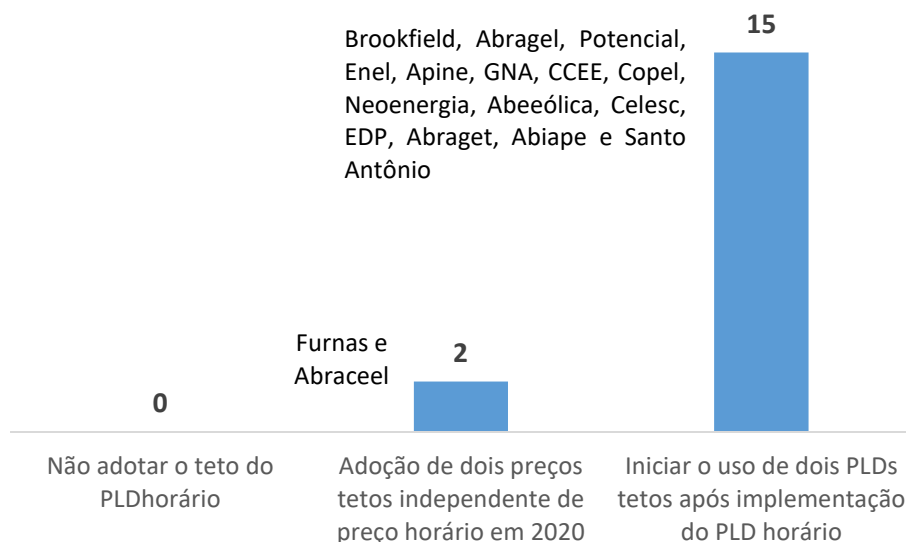 15
Brookfield, Abragel, Potencial,
Enel, Apine, GNA, CCEE, Copel,
Neoenergia, Abeeólica, Celesc,
EDP, Abraget, Abiape e Santo
Antônio
Furnas e
Abraceel
2
0
Não adotar o teto do
PLDhorário
Adoção de dois preços
tetos independente de
preço horário em 2020
Iniciar o uso de dois PLDs
tetos após implementação
do PLD horário